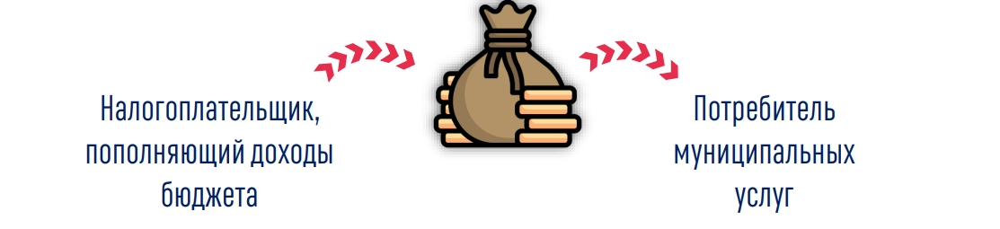 Налогоплательщик,
пополняющий доходы
бюджета
Потребитель
муниципальных
услуг